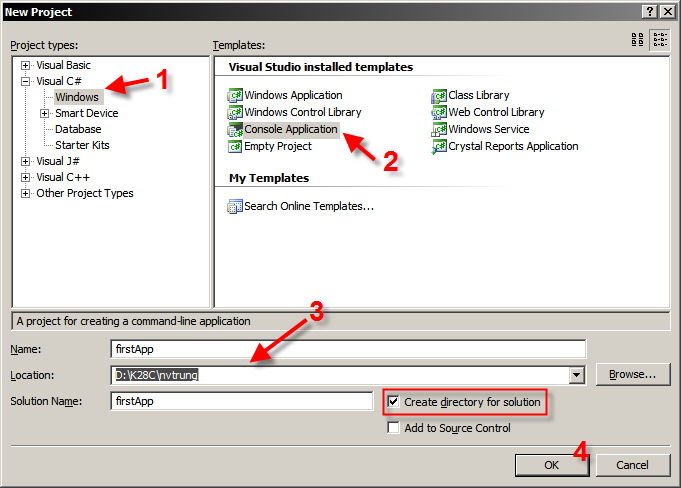 New Project
Project types:
Templates:
Visual Basic
Visual C#
Windows
Smart Device
Database
Starter Kits
Visual J#
Visual C++
Other Project Types
1
Visual Studio installed templates
Windows Application
Class Library
Windows Control Library
Web Control Library
Console Application
Windows Service
Empty Project
Crystal Reports Application
2
My Templates
Search Online Templates...
A project for creating a command-line application
3
Name:
firstApp
Location:
D:\K28C\nvtrung
Browse...
Solution Name:
firstApp
Create directory for solution
Add to Source Control
4
OK
Cancel